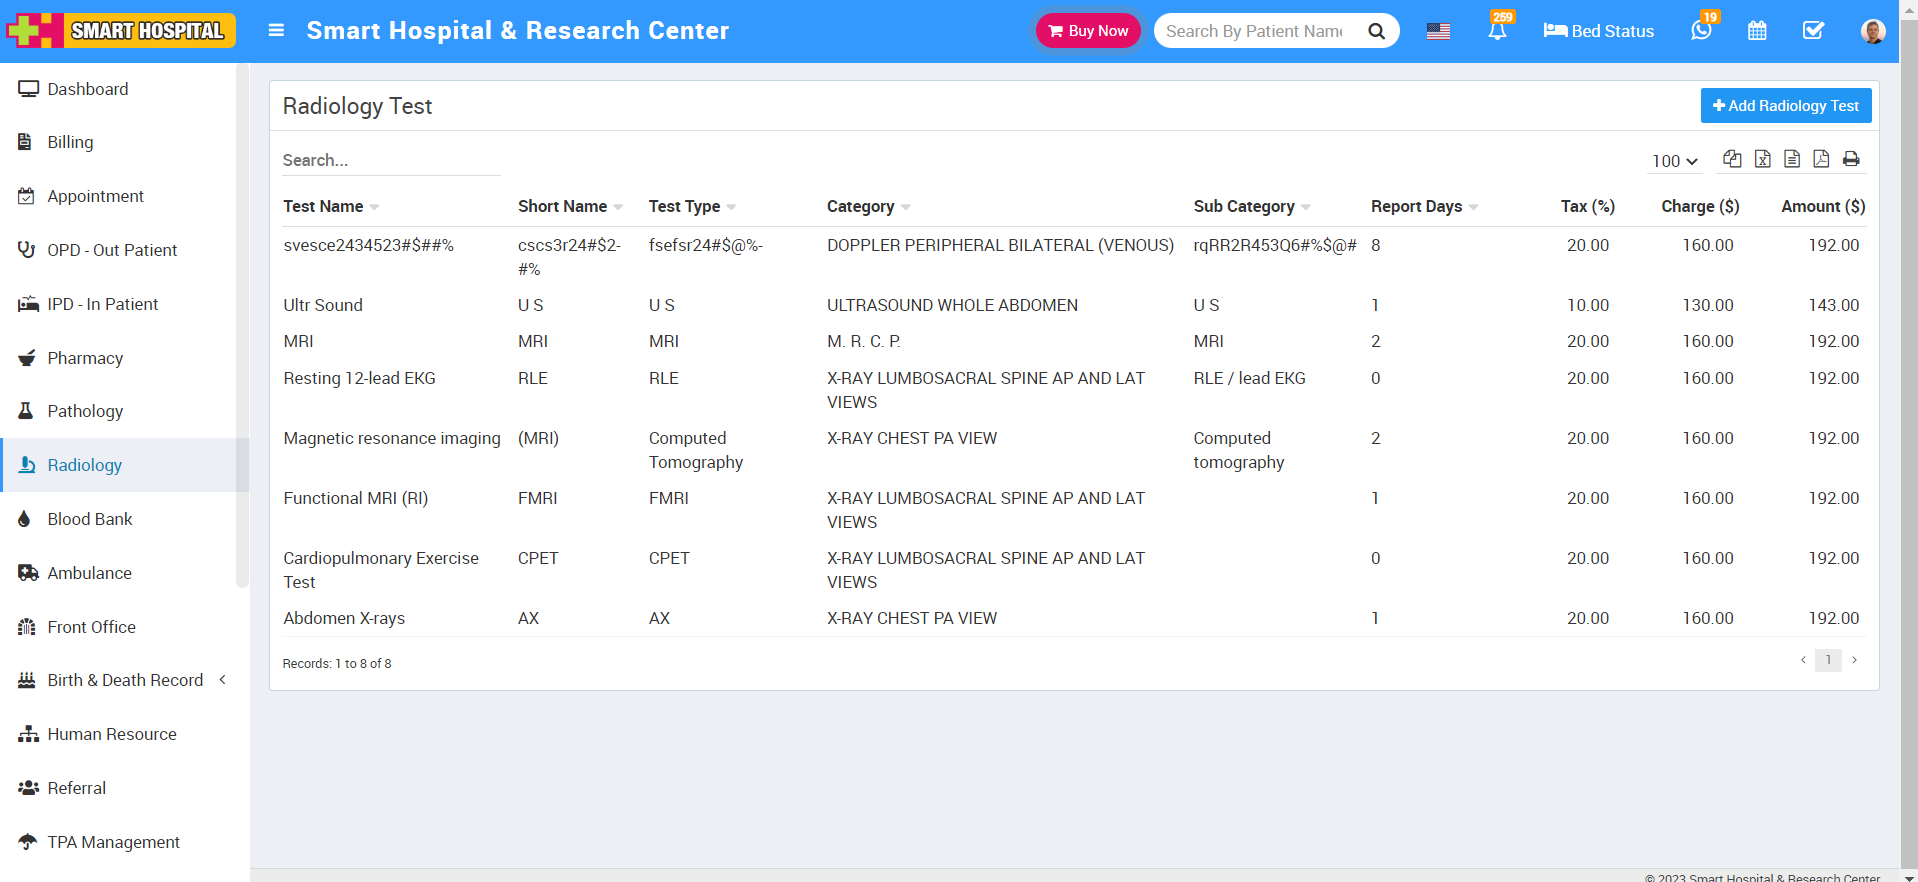 SMART HOSPITAL
Smart Hospital & Research Center
Buy Now
Search By Patient Name
259
Bed Status
19
Dashboard
Billing
Appointment
OPD - Out Patient
IPD - In Patient
Pharmacy
Pathology
Radiology
Blood Bank
Ambulance
Front Office
Birth & Death Record
Human Resource
Referral
TPA Management
Radiology Test
Add Radiology Test
Search...
100
Test Name Short Name Test Type Category Sub Category Report Days Tax (%) Charge ($) Amount ($)
svesce2434523#$##% cscs3r24#$2- fsefsr24#$@%- DOPPLER PERIPHERAL BILATERAL (VENOUS) rqRR2R453Q6#%$@# 8 20.00 160.00 192.00
#%
Ultr Sound U S U S ULTRASOUND WHOLE ABDOMEN U S 1 10.00 130.00 143.00
MRI MRI MRI M. R. C. P. MRI 2 20.00 160.00 192.00
Resting 12-lead EKG RLE RLE X-RAY LUMBOSACRAL SPINE AP AND LAT RLE / lead EKG 0 20.00 160.00 192.00
VIEWS
Magnetic resonance imaging (MRI) Computed X-RAY CHEST PA VIEW Computed 2 20.00 160.00 192.00
Tomography tomography
Functional MRI (RI) FMRI FMRI X-RAY LUMBOSACRAL SPINE AP AND LAT 1 20.00 160.00 192.00
VIEWS
Cardiopulmonary Exercise CPET CPET X-RAY LUMBOSACRAL SPINE AP AND LAT 0 20.00 160.00 192.00
Test VIEWS
Abdomen X-rays AX AX X-RAY CHEST PA VIEW 1 20.00 160.00 192.00
Records: 1 to 8 of 8
1
© 2023 Smart Hospital & Research Center